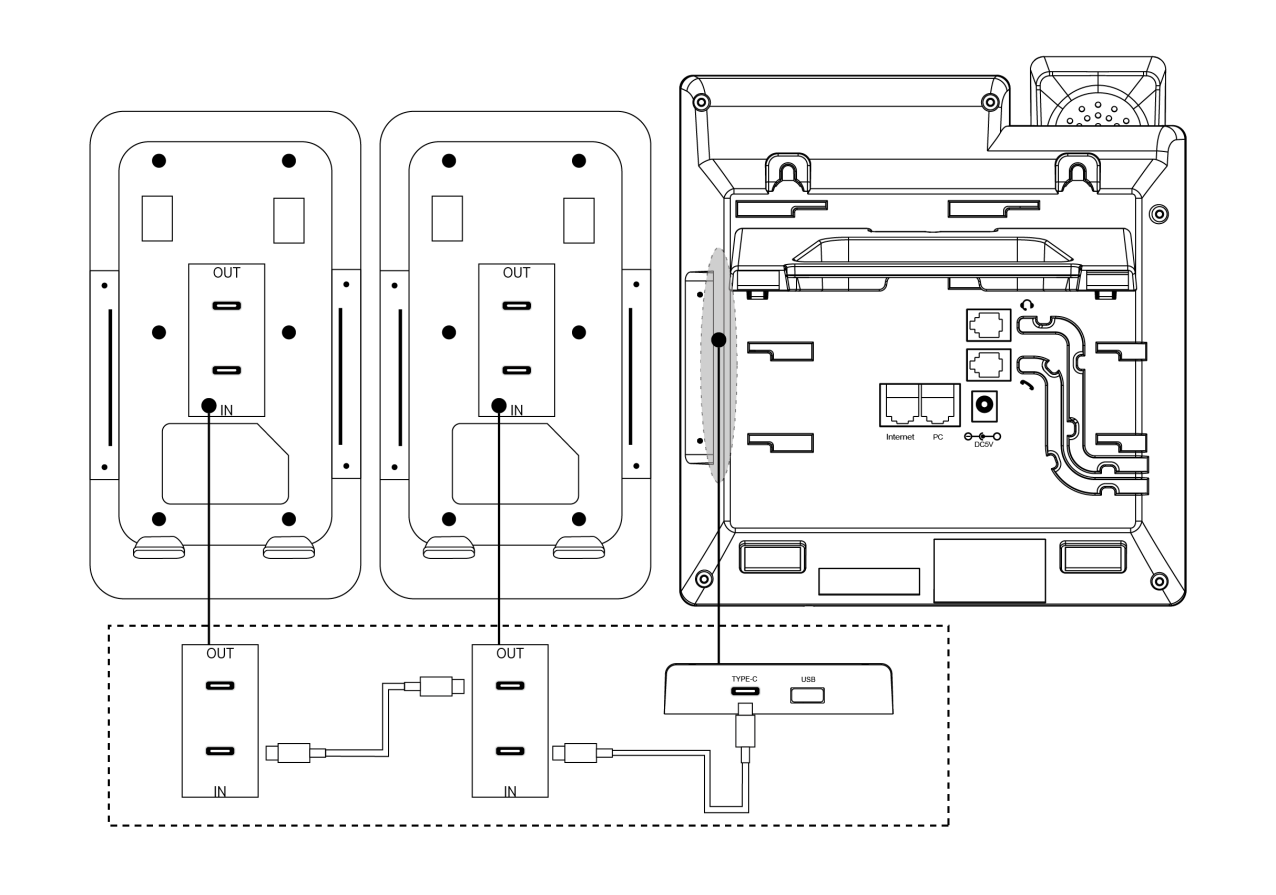 OUT
IN
OUT
IN
Internet
PC
DC5V
OUT
IN
OUT
IN
TYPE-C
USB